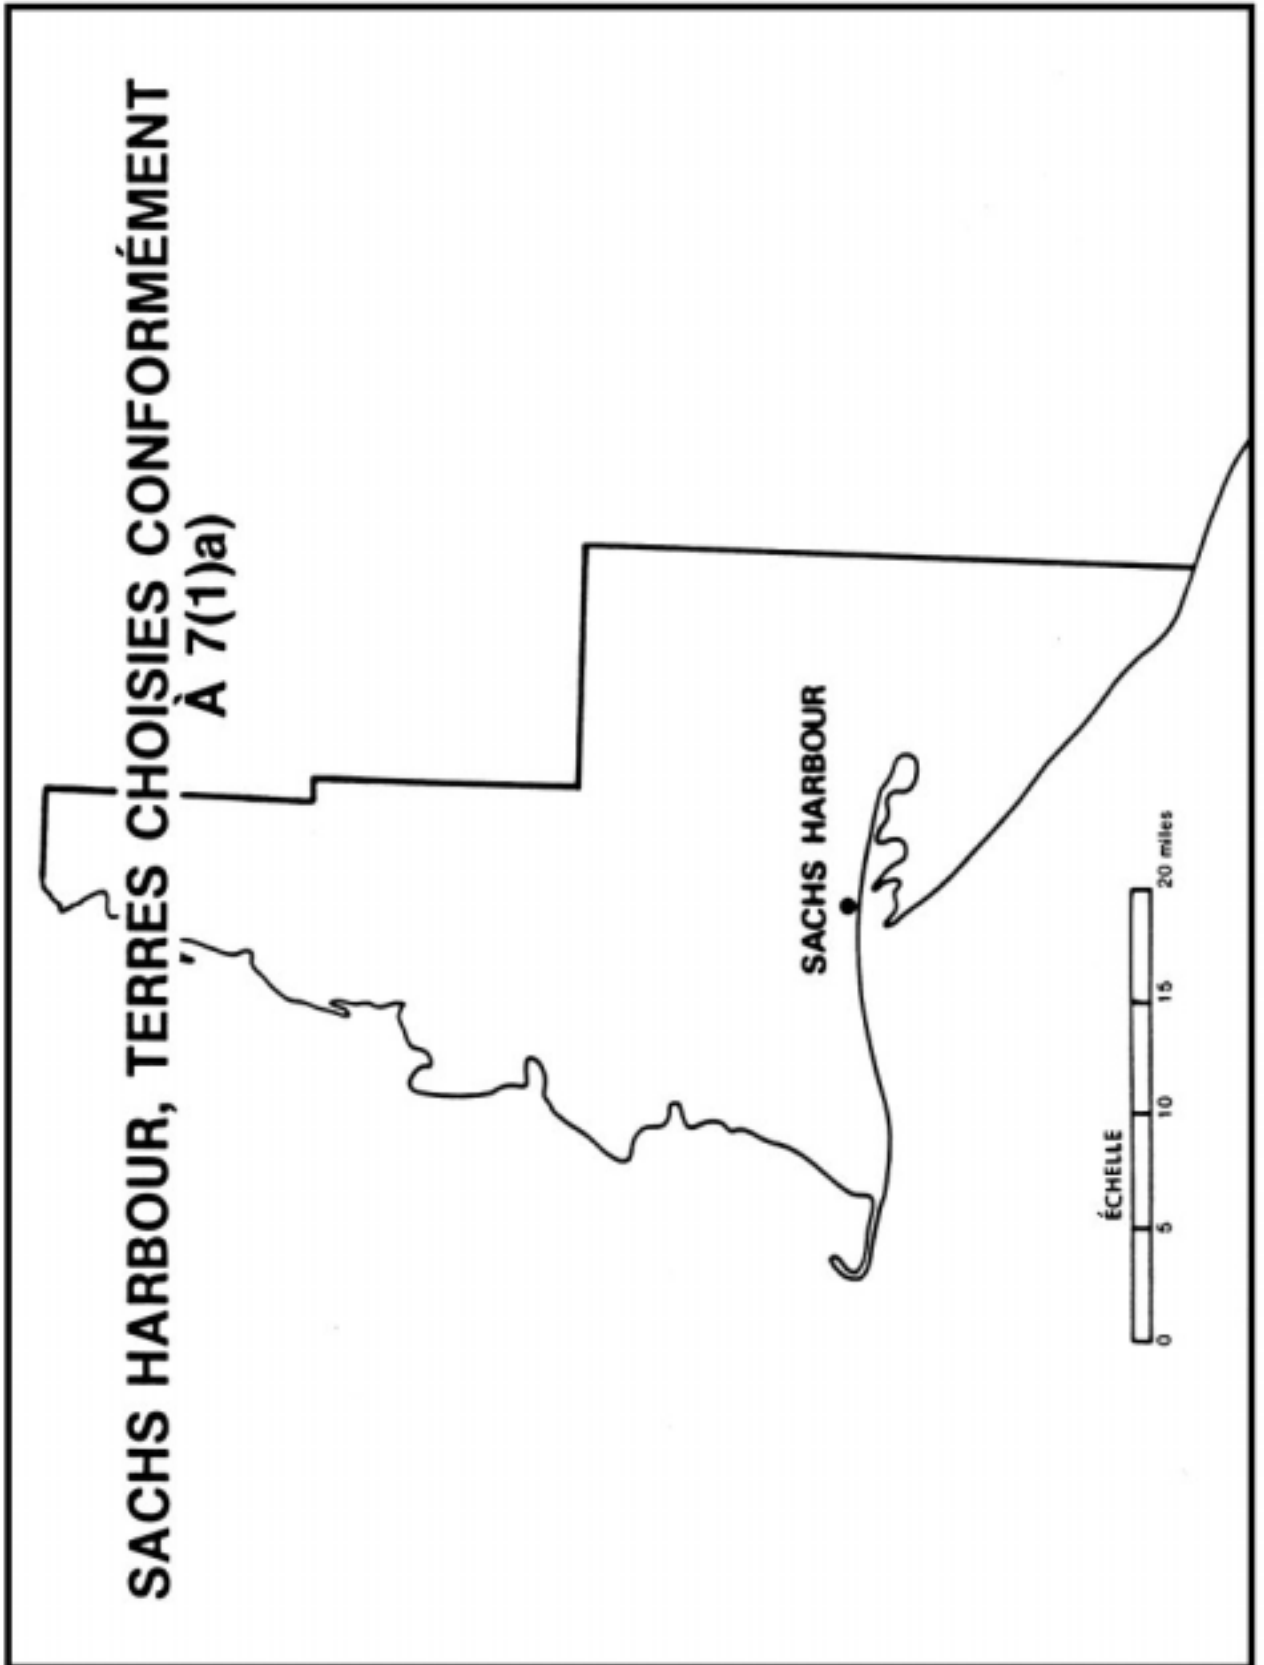 SACHS HARBOUR, TERRES CHOISIES CONFORMÉMENT
À 7(1)a)
SACHS HARBOUR
ÉCHELLE
0 5 10 15 20 miles